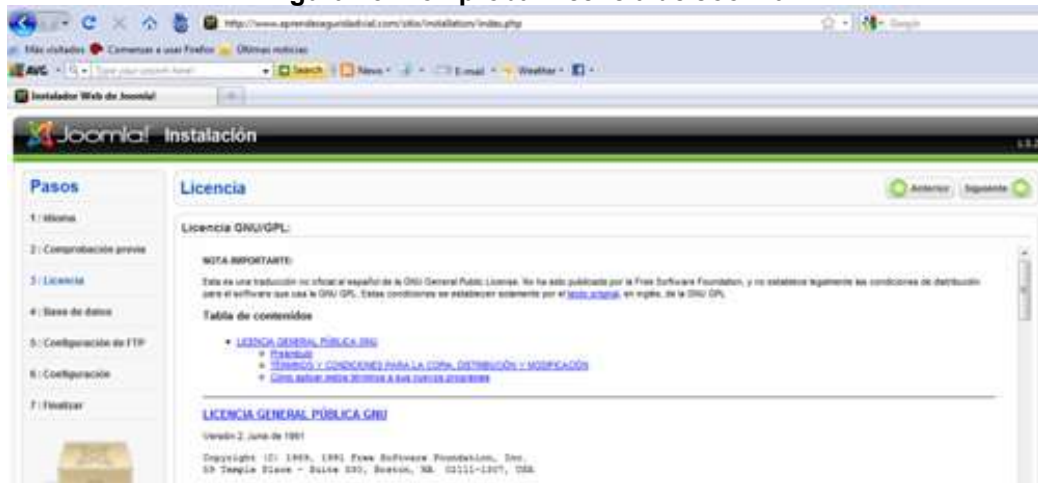 http://www.aprendeseguridadvial.com/sitio/installation/index.php
Google
Más visitados Comenzar a usar Firefox Últimas noticias
AVG Search News E-mail Weather
Instalador Web de Joomla!
Joomla! Instalación
Pasos
1 : Idioma
2 : Comprobación previa
3 : Licencia
4 : Base de datos
5 : Configuración de FTP
6 : Configuración
7 : Finalizar
Licencia
Anterior Siguiente
Licencia GNU/GPL:
NOTA IMPORTANTE:
Esta es una traducción no oficial al español de la GNU General Public License. No ha sido publicada por la Free Software Foundation, y no establece legalmente las condiciones de distribución
para el software que usa la GNU GPL. Estas condiciones se establecen solamente por el texto original, en inglés, de la GNU GPL.
Tabla de contenidos
LICENCIA GENERAL PÚBLICA GNU
Preámbulo
TÉRMINOS Y CONDICIONES PARA LA COPIA, DISTRIBUCIÓN Y MODIFICACIÓN
Cómo aplicar estos términos a sus nuevos programas
LICENCIA GENERAL PÚBLICA GNU
Versión 2, Junio de 1991
Copyright (C) 1989, 1991 Free Software Foundation, Inc.
59 Temple Place - Suite 330, Boston, MA 02111-1307, USA